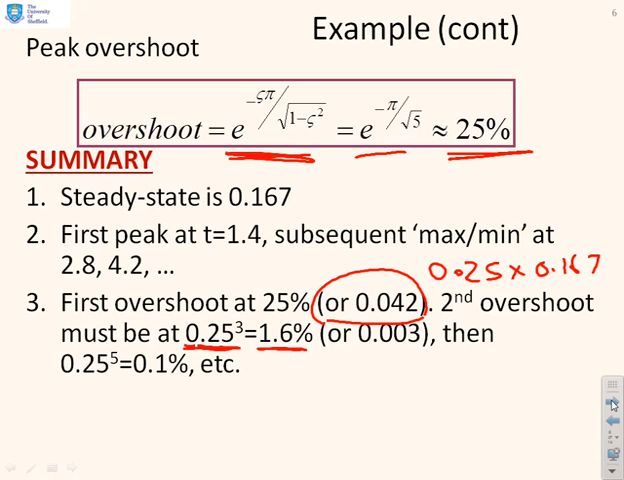 The
University
Of
Sheffield.
6
Example (cont)
Peak overshoot
overshoot = e^{-ςπ/√(1-ς²)} = e^{-π/√5} ≈ 25%
SUMMARY
1. Steady-state is 0.167
2. First peak at t=1.4, subsequent ‘max/min’ at
2.8, 4.2, …
0.25 × 0.167
3. First overshoot at 25% (or 0.042). 2nd overshoot
must be at 0.25³=1.6% (or 0.003), then
0.25⁵=0.1%, etc.